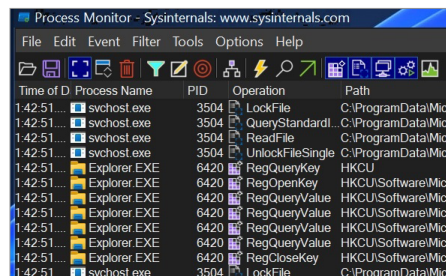 Process Monitor - Sysinternals: www.sysinternals.com
File Edit Event Filter Tools Options Help
Time of D Process Name PID Operation Path
1:42:51.... svchost.exe 3504 LockFile C:\ProgramData\Mic
1:42:51.... svchost.exe 3504 QueryStandardI... C:\ProgramData\Mic
1:42:51.... svchost.exe 3504 ReadFile C:\ProgramData\Mic
1:42:51.... svchost.exe 3504 UnlockFileSingle C:\ProgramData\Mic
1:42:51.... Explorer.EXE 6420 RegQueryKey HKCU
1:42:51.... Explorer.EXE 6420 RegOpenKey HKCU\Software\Mic
1:42:51.... Explorer.EXE 6420 RegQueryValue HKCU\Software\Mic
1:42:51.... Explorer.EXE 6420 RegQueryValue HKCU\Software\Mic
1:42:51.... Explorer.EXE 6420 RegQueryValue HKCU\Software\Mic
1:42:51.... Explorer.EXE 6420 RegCloseKey HKCU\Software\Mic
1:42:51.... svchost.exe 3504 LockFile C:\ProgramData\Mic